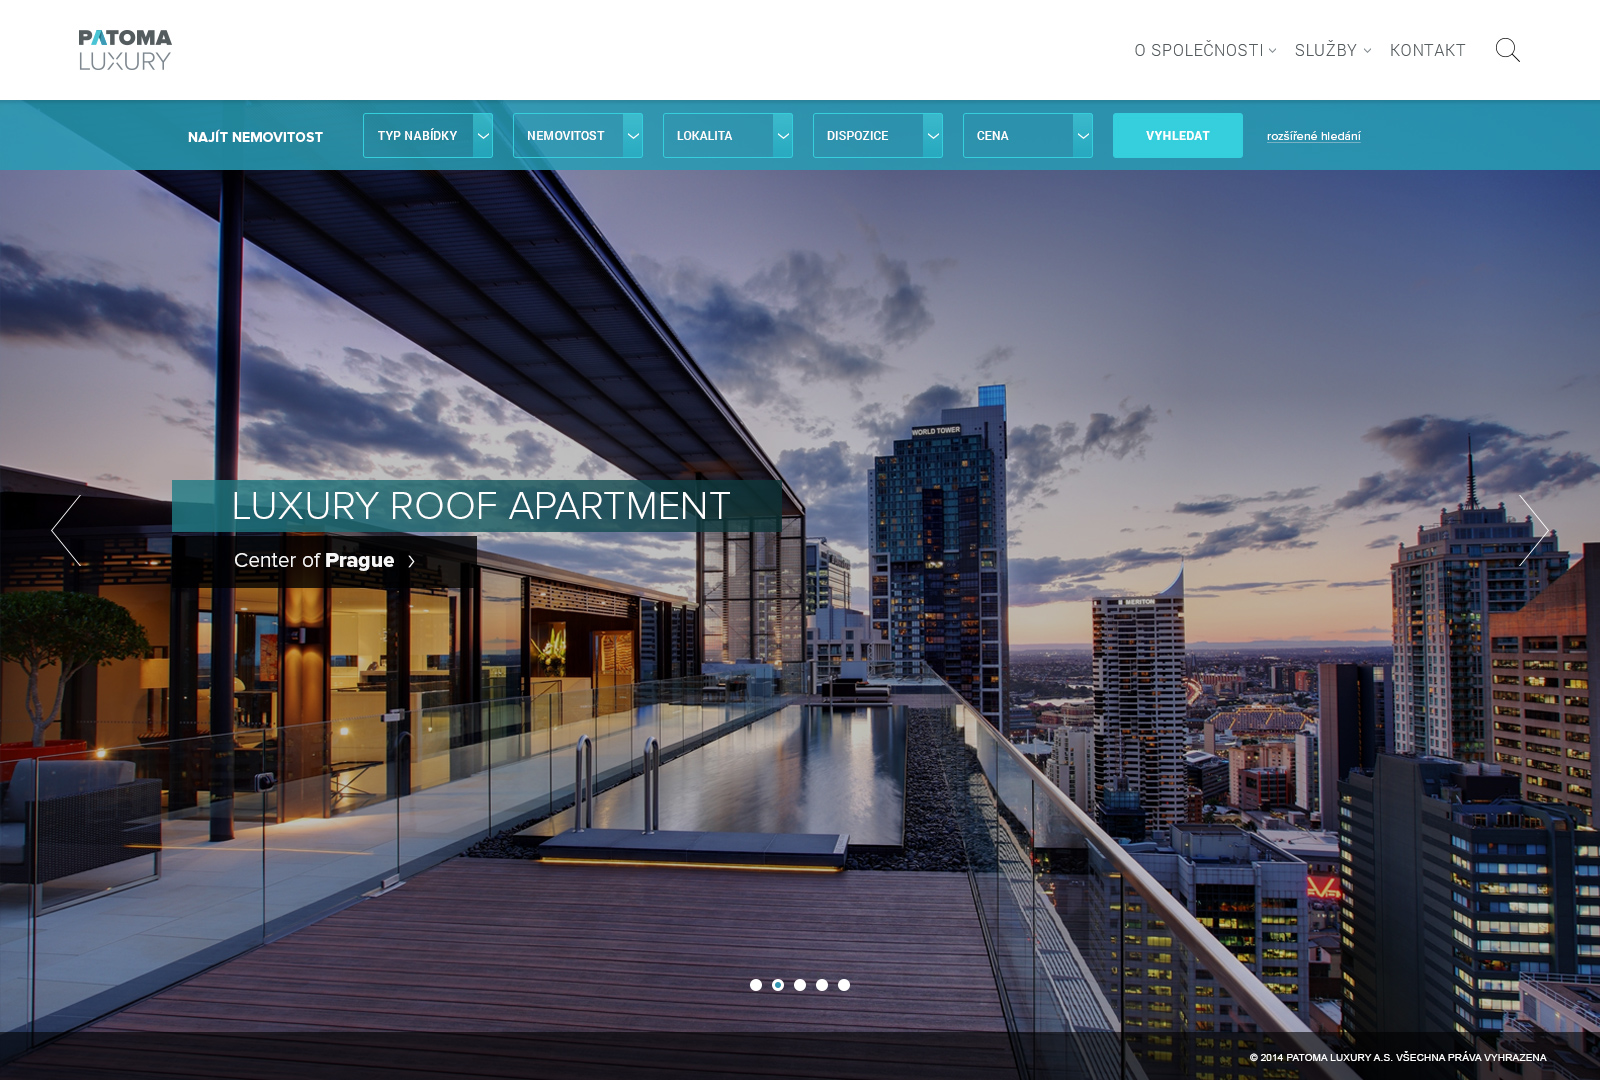 PATOMA
LUXURY
O SPOLEČNOSTI
SLUŽBY
KONTAKT
NAJÍT NEMOVITOST
TYP NABÍDKY
NEMOVITOST
LOKALITA
DISPOZICE
CENA
VYHLEDAT
rozšířené hledání
WORLD TOWER
LUXURY ROOF APARTMENT
Center of Prague
MERITON
© 2014 PATOMA LUXURY A.S. VŠECHNA PRÁVA VYHRAZENA